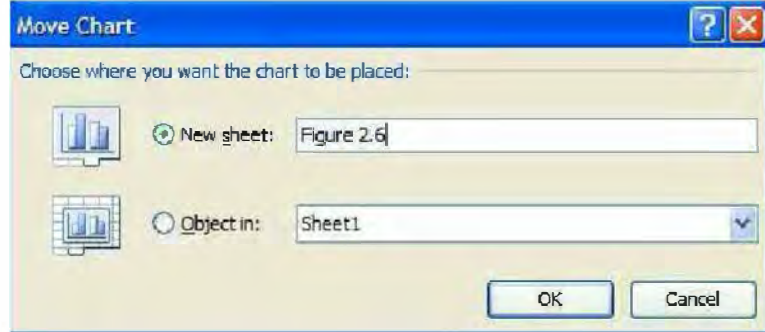 Move Chart
Choose where you want the chart to be placed:
New sheet: Figure 2.6
Object in: Sheet1
OK Cancel